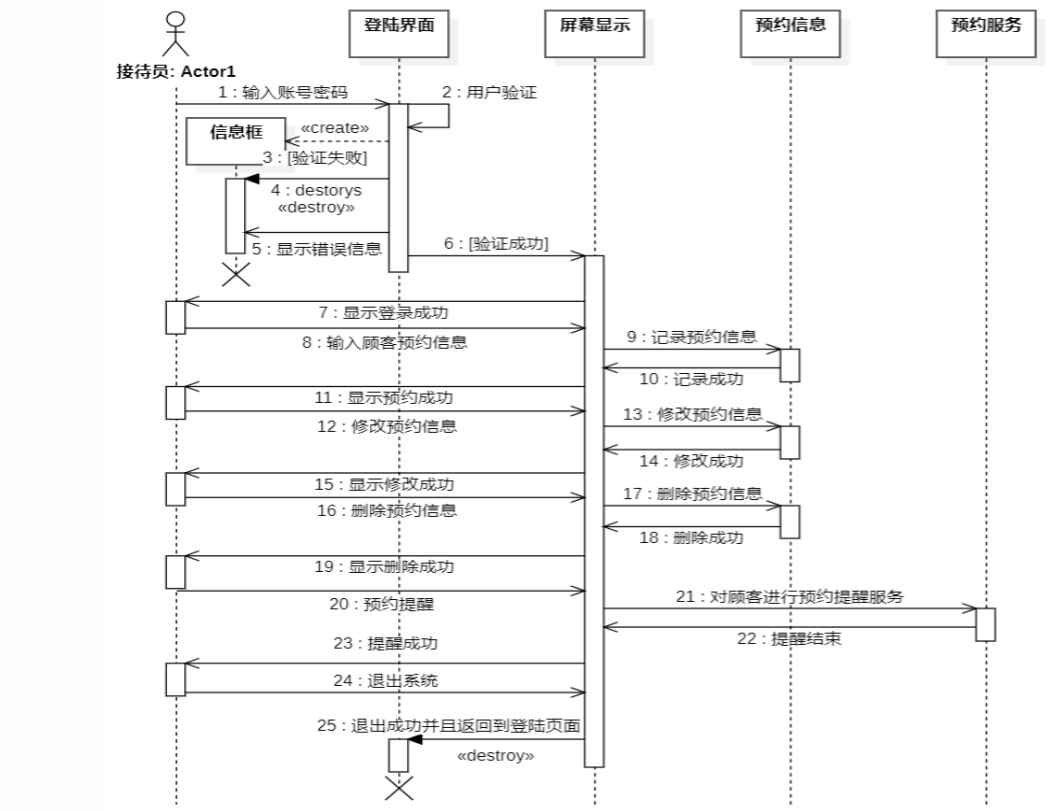 登陆界面
屏幕显示
预约信息
预约服务
接待员: Actor1
1 : 输入账号密码
2 : 用户验证
信息框
«create»
3 : [验证失败]
4 : destorys
«destroy»
5 : 显示错误信息
6 : [验证成功]
7 : 显示登录成功
8 : 输入顾客预约信息
9 : 记录预约信息
10 : 记录成功
11 : 显示预约成功
12 : 修改预约信息
13 : 修改预约信息
14 : 修改成功
15 : 显示修改成功
16 : 删除预约信息
17 : 删除预约信息
18 : 删除成功
19 : 显示删除成功
20 : 预约提醒
21 : 对顾客进行预约提醒服务
22 : 提醒结束
23 : 提醒成功
24 : 退出系统
25 : 退出成功并且返回到登陆页面
«destroy»